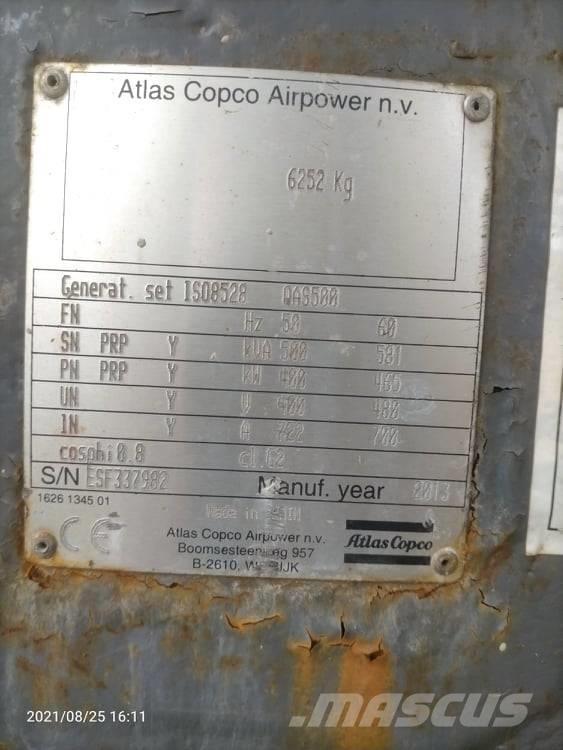 Atlas Copco Airpower n.v.
6252 Kg
Generat. set ISO8528 QAS500
FN Hz 50 60
SN PRP Y KVA 500 581
PN PRP Y KW 400 465
UN Y V 400 480
IN Y A 722 700
cosphi0.8 cl.G2
S/N ESF337982 Manuf. year 2013
1626 1345 01
Made in
CE
Atlas Copco Airpower n.v.
Boomsesteenweg 957
B-2610,
Atlas Copco
2021/08/25 16:11
MASCUS